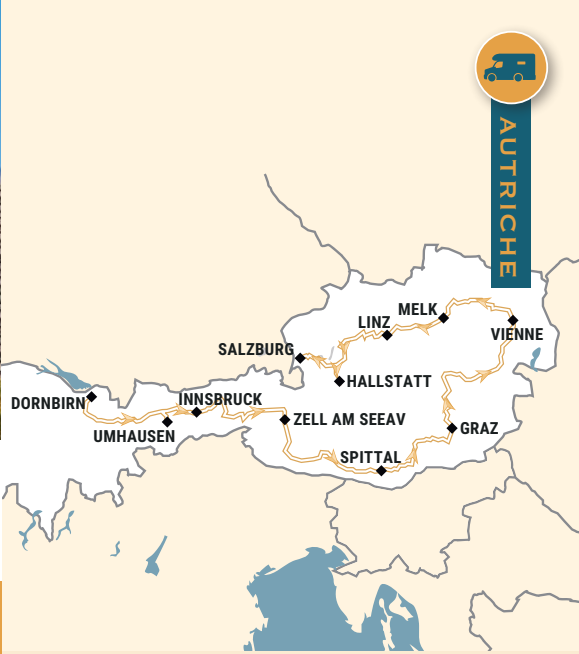 AUTRICHE
MELK
LINZ
VIENNE
SALZBURG
HALLSTATT
INNSBRUCK
DORNBIRN
ZELL AM SEEAV
GRAZ
UMHAUSEN
SPITTAL